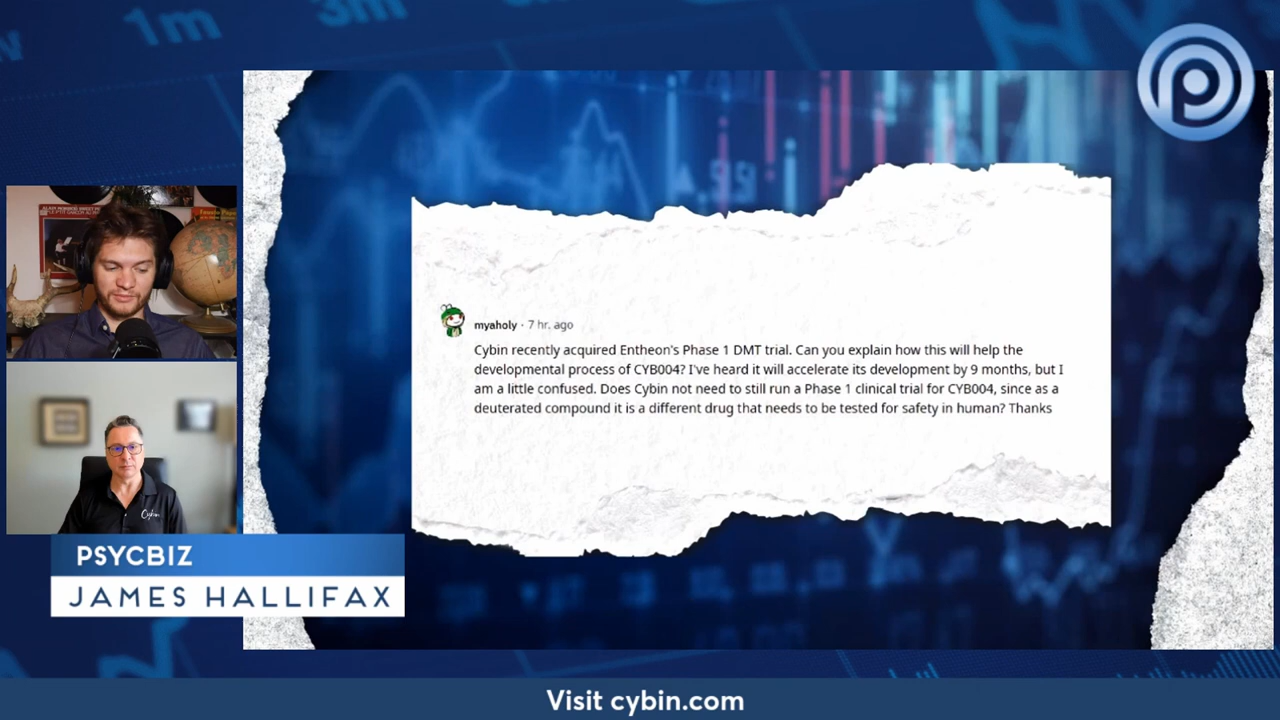 1m
3m
myaholy · 7 hr. ago
Cybin recently acquired Entheon's Phase 1 DMT trial. Can you explain how this will help the
developmental process of CYB004? I've heard it will accelerate its development by 9 months, but I
am a little confused. Does Cybin not need to still run a Phase 1 clinical trial for CYB004, since as a
deuterated compound it is a different drug that needs to be tested for safety in human? Thanks
Cybin
PSYCBIZ
JAMES HALLIFAX
Visit cybin.com